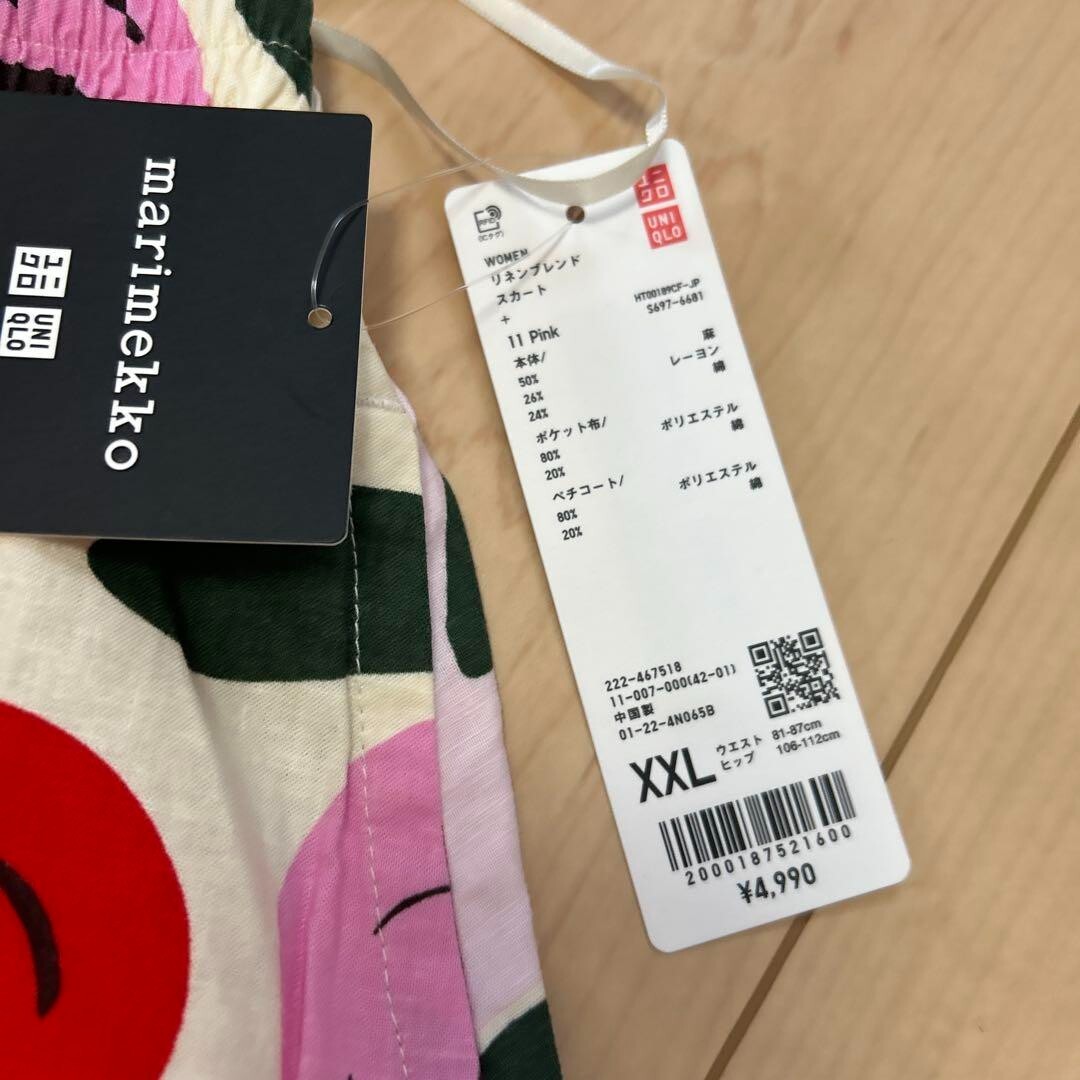 marimekko
ユニ
クロ
UNI
QLO
ユニ
クロ
UNI
QLO
RFID
(ICタグ)
WOMEN
リネンブレンド
スカート
+
HT00189CF-JP
S697-6681
11 Pink
本体/
50% 麻
26% レーヨン
24% 綿
ポケット布/
80% ポリエステル
20% 綿
ペチコート/
80% ポリエステル
20% 綿
222-467518
11-007-000(42-01)
中国製
01-22-4N065B
XXL
ウエスト 81-87cm
ヒップ 106-112cm
2000187521600
¥4,990